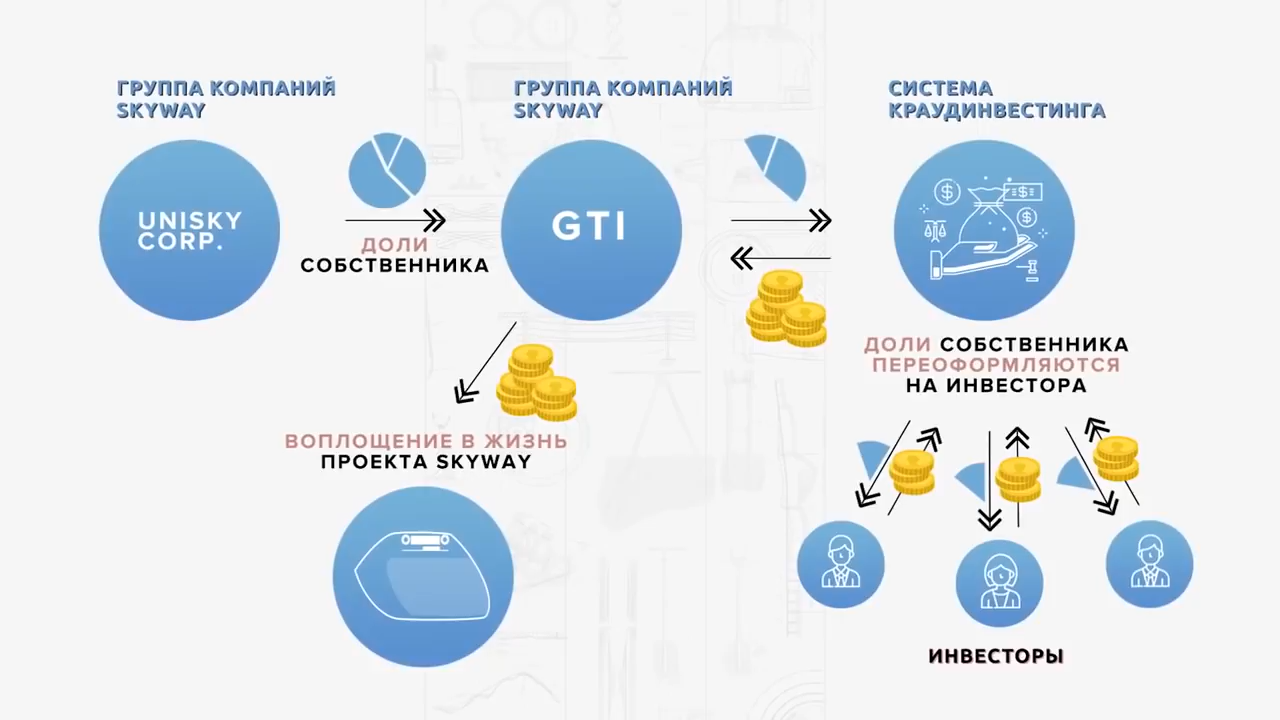 ГРУППА КОМПАНИЙ
SKYWAY
UNISKY
CORP.
ДОЛИ
СОБСТВЕННИКА
ГРУППА КОМПАНИЙ
SKYWAY
GTI
СИСТЕМА
КРАУДИНВЕСТИНГА
ДОЛИ СОБСТВЕННИКА
ПЕРЕОФОРМЛЯЮТСЯ
НА ИНВЕСТОРА
ВОПЛОЩЕНИЕ В ЖИЗНЬ
ПРОЕКТА SKYWAY
ИНВЕСТОРЫ